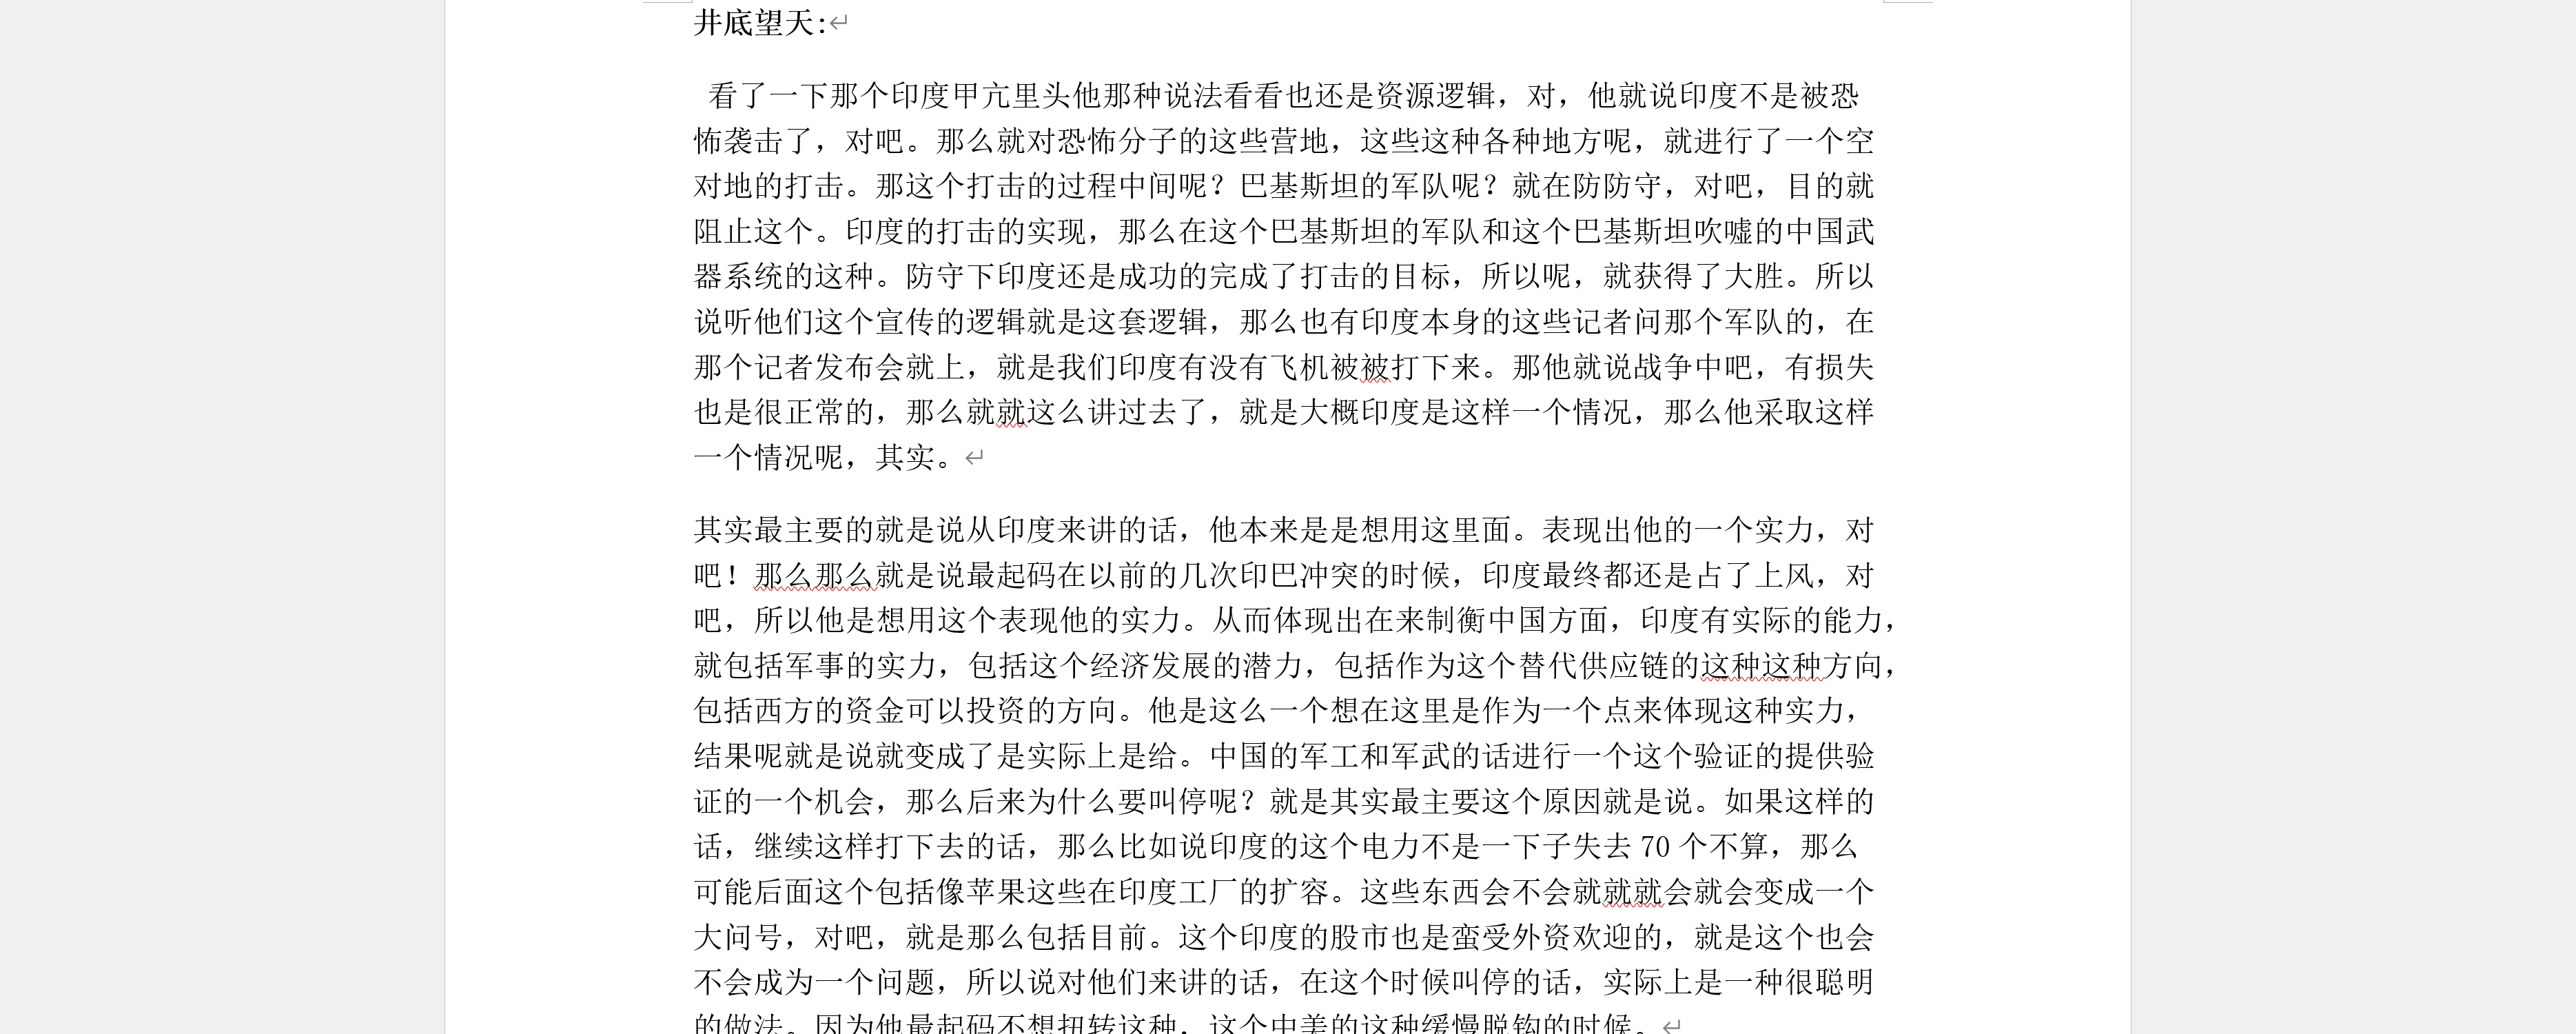 井底望天:↵
看了一下那个印度甲亢里头他那种说法看看也还是资源逻辑，对，他就说印度不是被恐
怖袭击了，对吧。那么就对恐怖分子的这些营地，这些这种各种地方呢，就进行了一个空
对地的打击。那这个打击的过程中间呢？巴基斯坦的军队呢？就在防防守，对吧，目的就
阻止这个。印度的打击的实现，那么在这个巴基斯坦的军队和这个巴基斯坦吹嘘的中国武
器系统的这种。防守下印度还是成功的完成了打击的目标，所以呢，就获得了大胜。所以
说听他们这个宣传的逻辑就是这套逻辑，那么也有印度本身的这些记者问那个军队的，在
那个记者发布会就上，就是我们印度有没有飞机被被打下来。那他就说战争中吧，有损失
也是很正常的，那么就就这么讲过去了，就是大概印度是这样一个情况，那么他采取这样
一个情况呢，其实。↵
其实最主要的就是说从印度来讲的话，他本来是是想用这里面。表现出他的一个实力，对
吧！那么那么就是说最起码在以前的几次印巴冲突的时候，印度最终都还是占了上风，对
吧，所以他是想用这个表现他的实力。从而体现出在来制衡中国方面，印度有实际的能力，
就包括军事的实力，包括这个经济发展的潜力，包括作为这个替代供应链的这种这种方向，
包括西方的资金可以投资的方向。他是这么一个想在这里是作为一个点来体现这种实力，
结果呢就是说就变成了是实际上是给。中国的军工和军武的话进行一个这个验证的提供验
证的一个机会，那么后来为什么要叫停呢？就是其实最主要这个原因就是说。如果这样的
话，继续这样打下去的话，那么比如说印度的这个电力不是一下子失去 70 个不算，那么
可能后面这个包括像苹果这些在印度工厂的扩容。这些东西会不会就就就会就会变成一个
大问号，对吧，就是那么包括目前。这个印度的股市也是蛮受外资欢迎的，就是这个也会
不会成为一个问题，所以说对他们来讲的话，在这个时候叫停的话，实际上是一种很聪明
的做法。因为他最起码不想扭转这种，这个中美的这种缓慢脱钩的时候。↵